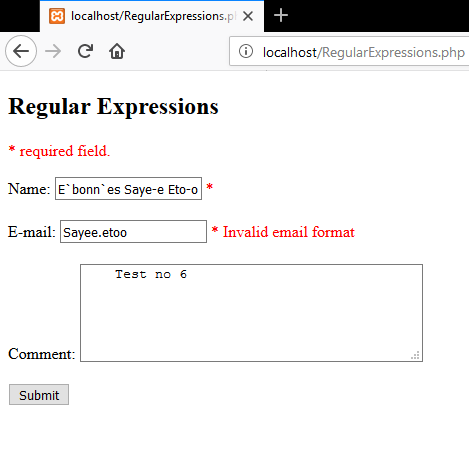 localhost/RegularExpressions.p
localhost/RegularExpressions.php
Regular Expressions
* required field.
Name: E`bonn`es Saye-e Eto-o *
E-mail: Sayee.etoo * Invalid email format
Test no 6
Comment:
Submit